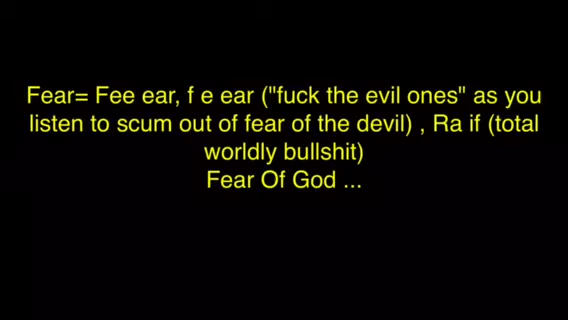 Fear= Fee ear, f e ear ("fuck the evil ones" as you
listen to scum out of fear of the devil) , Ra if (total
worldly bullshit)
Fear Of God ...